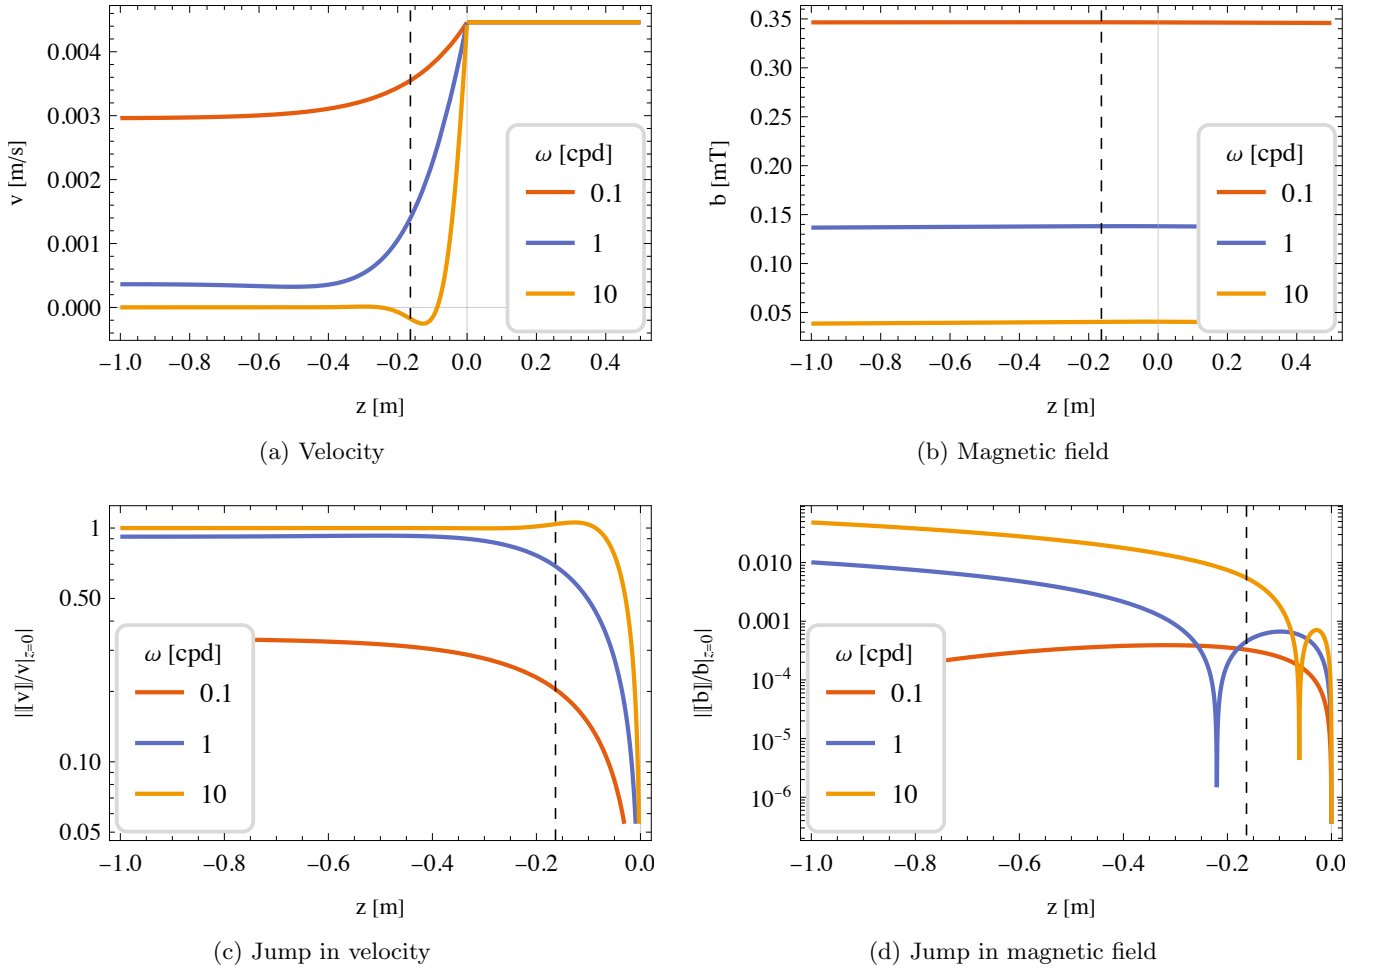 v [m/s]
0.004
0.003
0.002
0.001
0.000
ω [cpd]
0.1
1
10
−1.0 −0.8 −0.6 −0.4 −0.2 0.0 0.2 0.4
z [m]
(a) Velocity
b [mT]
0.35
0.30
0.25
0.20
0.15
0.10
0.05
ω [cpd]
0.1
1
10
−1.0 −0.8 −0.6 −0.4 −0.2 0.0 0.2 0.4
z [m]
(b) Magnetic field
|⟦v⟧/v|z=0|
1
0.50
0.10
0.05
ω [cpd]
0.1
1
10
−1.0 −0.8 −0.6 −0.4 −0.2 0.0
z [m]
(c) Jump in velocity
|⟦b⟧/b|z=0|
0.010
0.001
10⁻⁴
10⁻⁵
10⁻⁶
ω [cpd]
0.1
1
10
−1.0 −0.8 −0.6 −0.4 −0.2 0.0
z [m]
(d) Jump in magnetic field